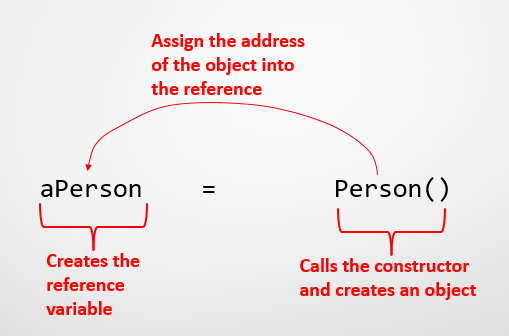 Assign the address
of the object into
the reference
aPerson = Person()
Creates the
reference
variable
Calls the constructor
and creates an object